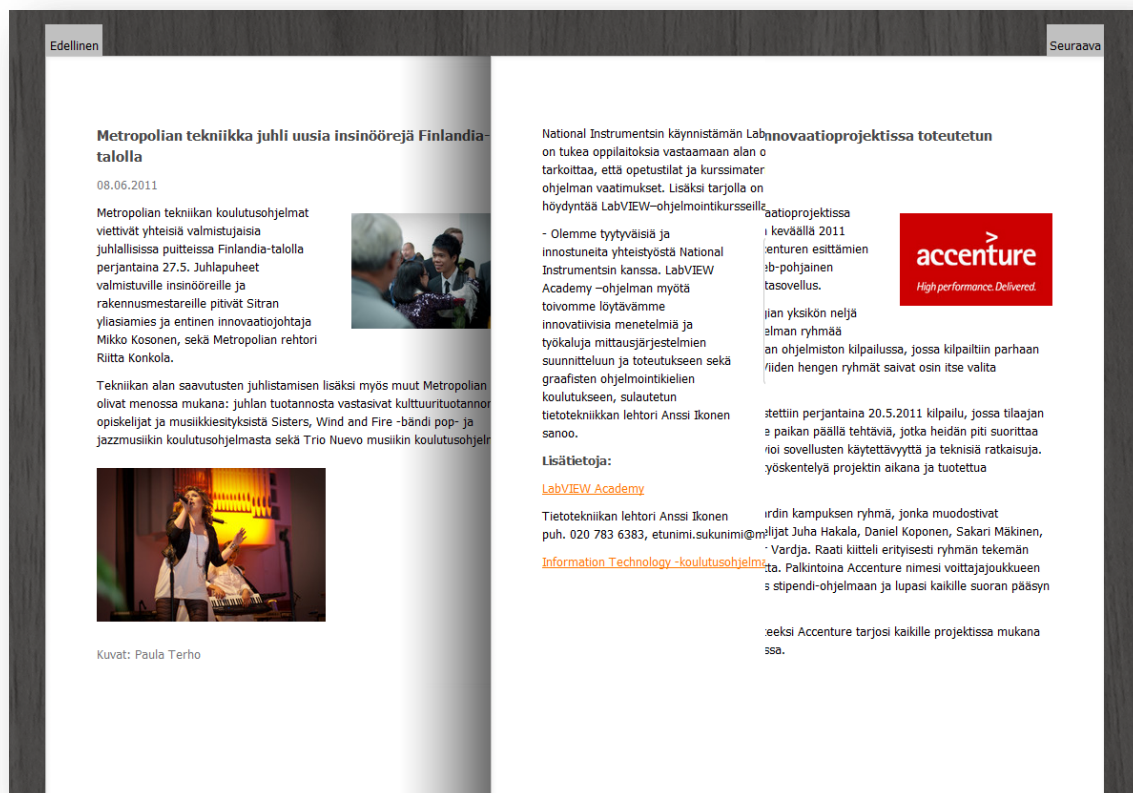 Edellinen
Seuraava
Metropolian tekniikka juhli uusia insinöörejä Finlandia-
talolla
08.06.2011
Metropolian tekniikan koulutusohjelmat
viettivät yhteisiä valmistujaisia
juhlallisissa puitteissa Finlandia-talolla
perjantaina 27.5. Juhlapuheet
valmistuville insinööreille ja
rakennusmestareille pitivät Sitran
yliasiamies ja entinen innovaatiojohtaja
Mikko Kosonen, sekä Metropolian rehtori
Riitta Konkola.
Tekniikan alan saavutusten juhlistamisen lisäksi myös muut Metropolian
olivat menossa mukana: juhlan tuotannosta vastasivat kulttuurituotannon
opiskelijat ja musiikkiesityksistä Sisters, Wind and Fire -bändi pop- ja
jazzmusiikin koulutusohjelmasta sekä Trio Nuevo musiikin koulutusohjelm
Kuvat: Paula Terho
National Instrumentsin käynnistämän Lab
on tukea oppilaitoksia vastaamaan alan o
tarkoittaa, että opetustilat ja kurssimater
ohjelman vaatimukset. Lisäksi tarjolla on
höydyntää LabVIEW–ohjelmointikursseilla
- Olemme tyytyväisiä ja
innostuneita yhteistyöstä National
Instrumentsin kanssa. LabVIEW
Academy –ohjelman myötä
toivomme löytävämme
innovatiivisia menetelmiä ja
työkaluja mittausjärjestelmien
suunnitteluun ja toteutukseen sekä
graafisten ohjelmointikielien
koulutukseen, sulautetun
tietotekniikkan lehtori Anssi Ikonen
sanoo.
Lisätietoja:
LabVIEW Academy
Tietotekniikan lehtori Anssi Ikonen
puh. 020 783 6383, etunimi.sukunimi@m
Information Technology -koulutusohjelma
nnovaatioprojektissa toteutetun
aatioprojektissa
keväällä 2011
centuren esittämien
eb-pohjainen
tasovellus.
accenture
High performance. Delivered.
gian yksikön neljä
elman ryhmää
an ohjelmiston kilpailussa, jossa kilpailtiin parhaan
Viiden hengen ryhmät saivat osin itse valita
stettiin perjantaina 20.5.2011 kilpailu, jossa tilaajan
e paikan päällä tehtäviä, jotka heidän piti suorittaa
vioi sovellusten käytettävyyttä ja teknisiä ratkaisuja.
yöskentelyä projektin aikana ja tuotettua
ardin kampuksen ryhmä, jonka muodostivat
elijat Juha Hakala, Daniel Koponen, Sakari Mäkinen,
r Vardja. Raati kiitteli erityisesti ryhmän tekemän
tta. Palkintoina Accenture nimesi voittajajoukkueen
s stipendi-ohjelmaan ja lupasi kaikille suoran pääsyn
teeksi Accenture tarjosi kaikille projektissa mukana
ssa.